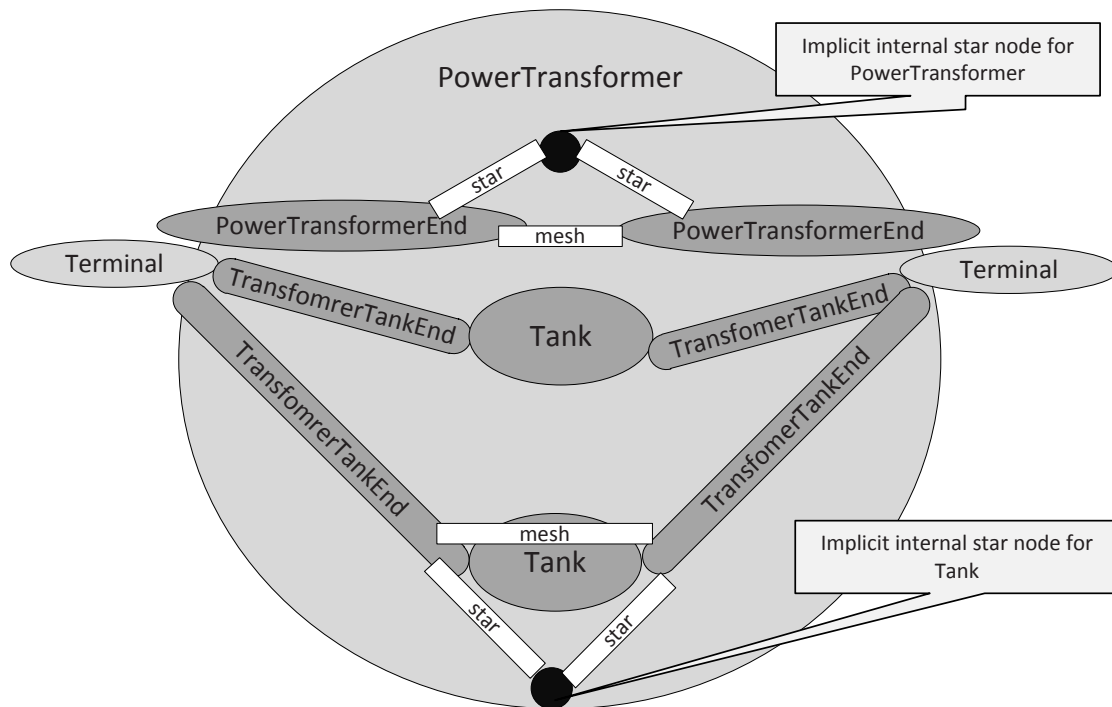 Implicit internal star node for
PowerTransformer
PowerTransformer
star
star
PowerTransformerEnd
mesh
PowerTransformerEnd
Terminal
Terminal
TransfomrerTankEnd
Tank
TransfomerTankEnd
TransfomrerTankEnd
TransfomerTankEnd
mesh
Tank
Implicit internal star node for
Tank
star
star